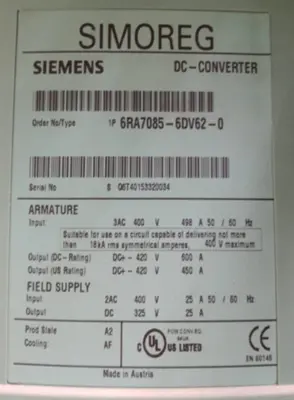 SIMOREG
SIEMENS DC-CONVERTER
Order No/Type 1P 6RA7085-6DV62-0
Serial No S Q6T40153320034
ARMATURE
Input 3AC 400 V 498 A 50 / 60 Hz
Suitable for use on a circuit capable of delivering not more
than 18kA rms symmetrical amperes, 400 V maximum
Output (DC-Rating) DC+- 420 V 600 A
Output (US Rating) DC+- 420 V 450 A
FIELD SUPPLY
Input 2AC 400 V 25 A 50 / 60 Hz
Output DC 325 V 25 A
Prod State A2
Cooling AF
UL US LISTED
CE
EN 60146
Made in Austria